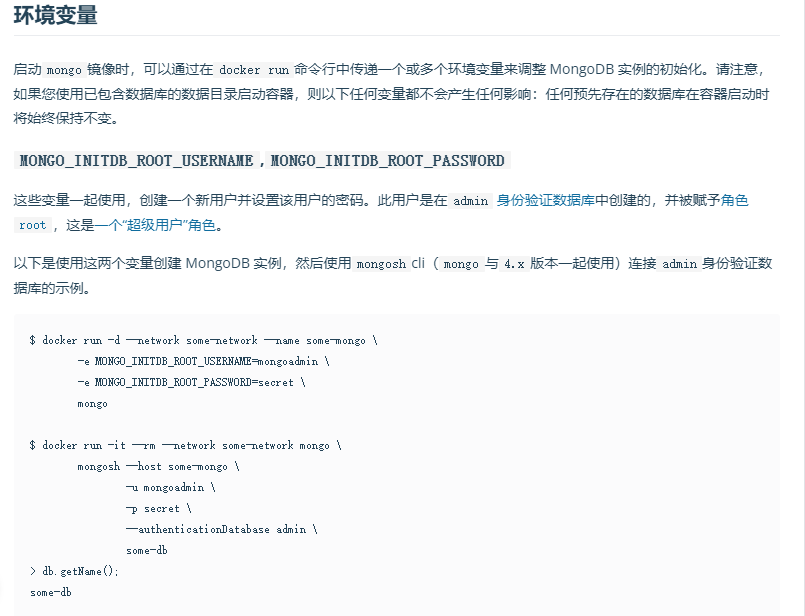 环境变量
启动 mongo 镜像时，可以通过在 docker run 命令行中传递一个或多个环境变量来调整 MongoDB 实例的初始化。请注意，
如果您使用已包含数据库的数据目录启动容器，则以下任何变量都不会产生任何影响：任何预先存在的数据库在容器启动时
将始终保持不变。
MONGO_INITDB_ROOT_USERNAME , MONGO_INITDB_ROOT_PASSWORD
这些变量一起使用，创建一个新用户并设置该用户的密码。此用户是在 admin 身份验证数据库中创建的，并被赋予角色
root ，这是一个“超级用户”角色。
以下是使用这两个变量创建 MongoDB 实例，然后使用 mongosh cli（ mongo 与 4.x 版本一起使用）连接 admin 身份验证数
据库的示例。
$ docker run -d --network some-network --name some-mongo \
-e MONGO_INITDB_ROOT_USERNAME=mongoadmin \
-e MONGO_INITDB_ROOT_PASSWORD=secret \
mongo
$ docker run -it --rm --network some-network mongo \
mongosh --host some-mongo \
-u mongoadmin \
-p secret \
--authenticationDatabase admin \
some-db
> db.getName();
some-db